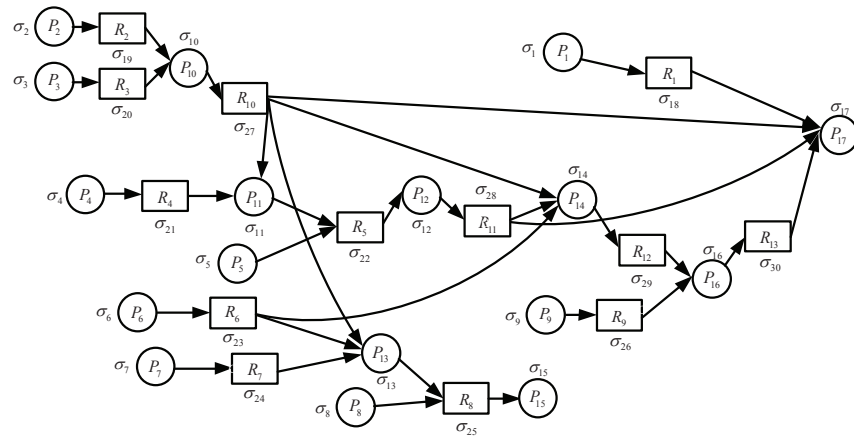 σ2 P2 R2 σ10
σ19
σ3 P3 R3 P10
σ20
R10
σ27
σ1 P1 R1
σ18
σ17
P17
σ4 P4 R4 P11
σ21 σ11
σ5 P5 R5
σ22
P12
σ12
σ28
R11
σ14
P14
R12
σ29
σ16
P16
R13
σ30
σ6 P6 R6
σ23
σ9 P9 R9
σ26
σ7 P7 R7
σ24
P13
σ13
σ8 P8 R8
σ25
σ15
P15